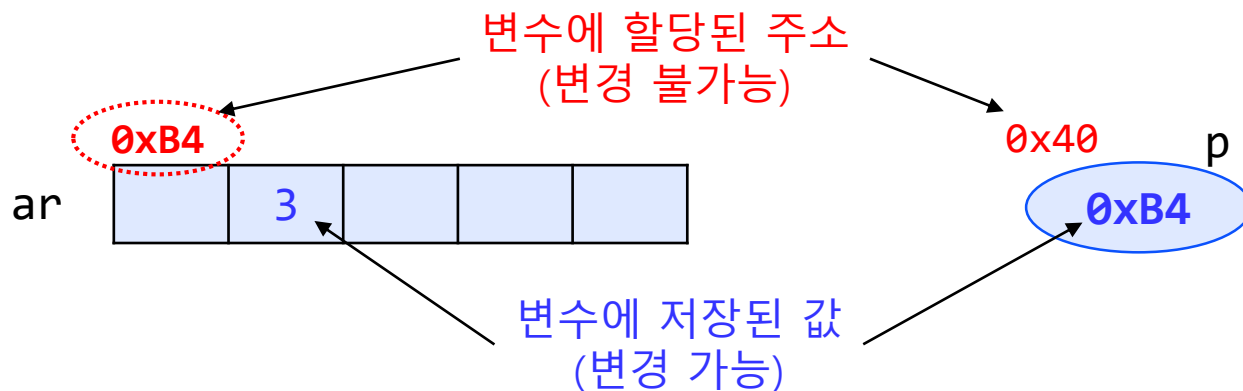 변수에 할당된 주소
(변경 불가능)
0xB4
0x40
p
ar
3
0xB4
변수에 저장된 값
(변경 가능)